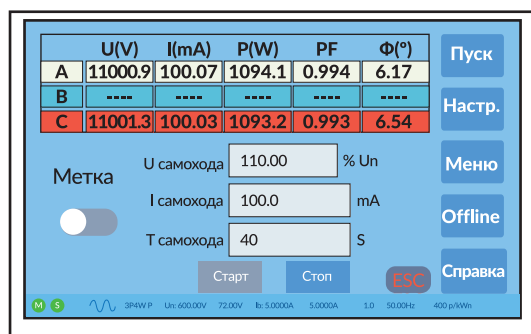 U(V) I(mA) P(W) PF Φ(°)
A 11000.9 100.07 1094.1 0.994 6.17
B ---- ---- ---- ---- ----
C 11001.3 100.03 1093.2 0.993 6.54
Пуск
Настр.
Меню
Offline
Справка
Метка
U самохода 110.00 % Un
I самохода 100.0 mA
T самохода 40 S
Старт Стоп ESC
M S 3P4W P Un: 600.00V 72.00V Ib: 5.0000A 5.0000A 1.0 50.00Hz 400 p/kWh